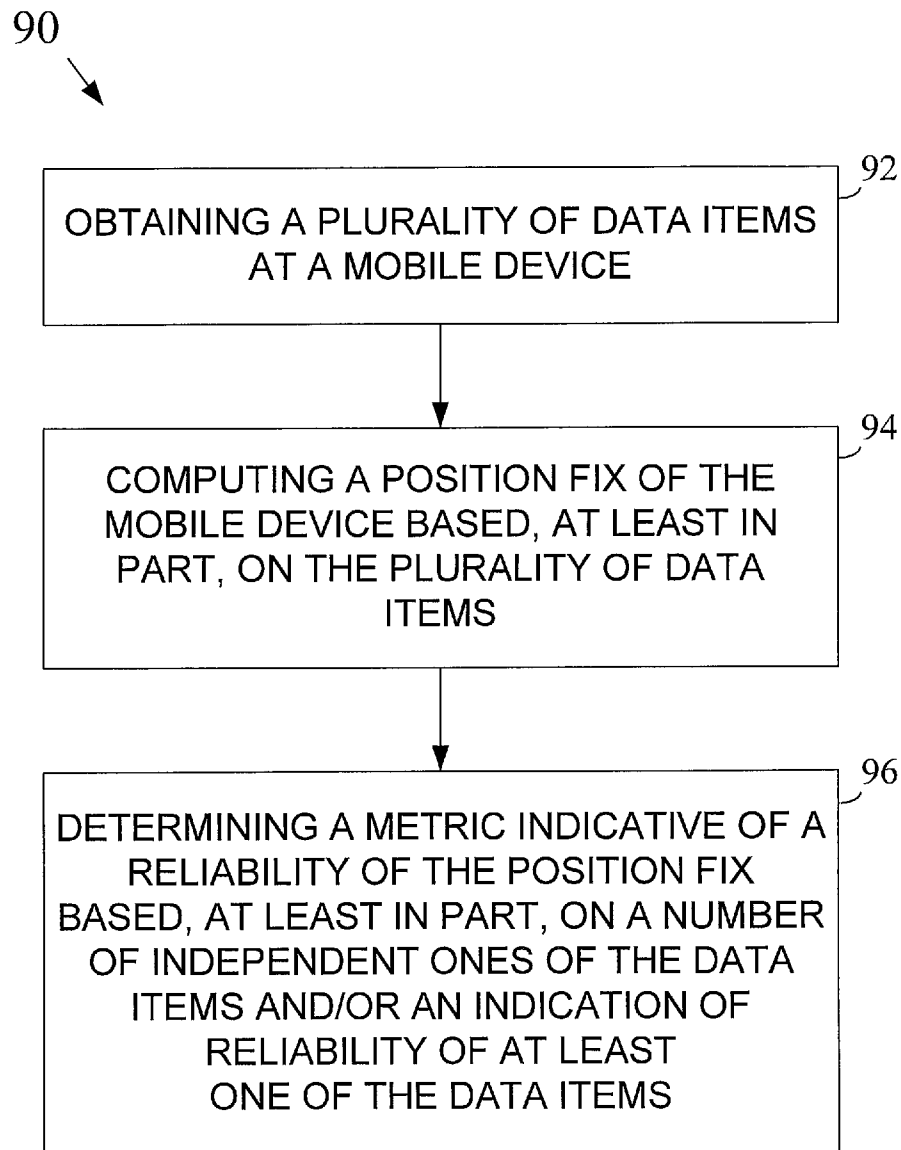 90
92
OBTAINING A PLURALITY OF DATA ITEMS
AT A MOBILE DEVICE
94
COMPUTING A POSITION FIX OF THE
MOBILE DEVICE BASED, AT LEAST IN
PART, ON THE PLURALITY OF DATA
ITEMS
96
DETERMINING A METRIC INDICATIVE OF A
RELIABILITY OF THE POSITION FIX
BASED, AT LEAST IN PART, ON A NUMBER
OF INDEPENDENT ONES OF THE DATA
ITEMS AND/OR AN INDICATION OF
RELIABILITY OF AT LEAST
ONE OF THE DATA ITEMS